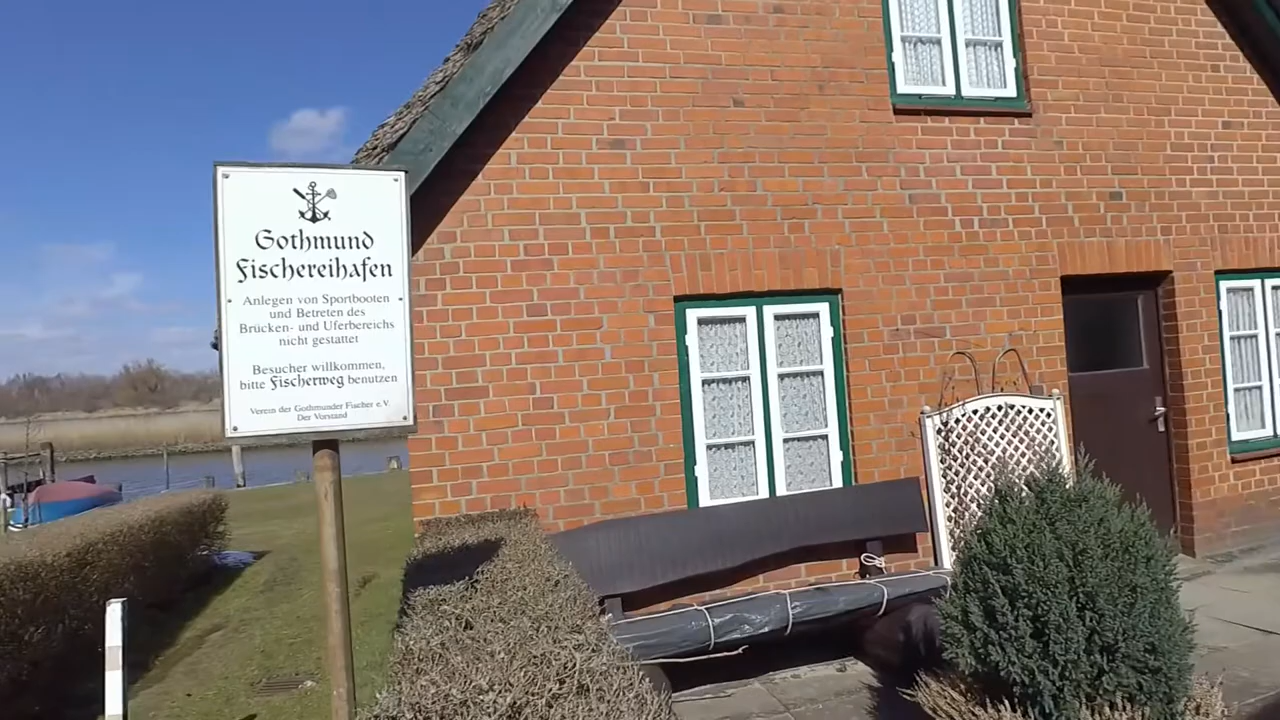 Gothmund
Fischereihafen
Anlegen von Sportbooten
und Betreten des
Brücken- und Uferbereichs
nicht gestattet
Besucher willkommen,
bitte Fischerweg benutzen
Verein der Gothmunder Fischer e.V.
Der Vorstand